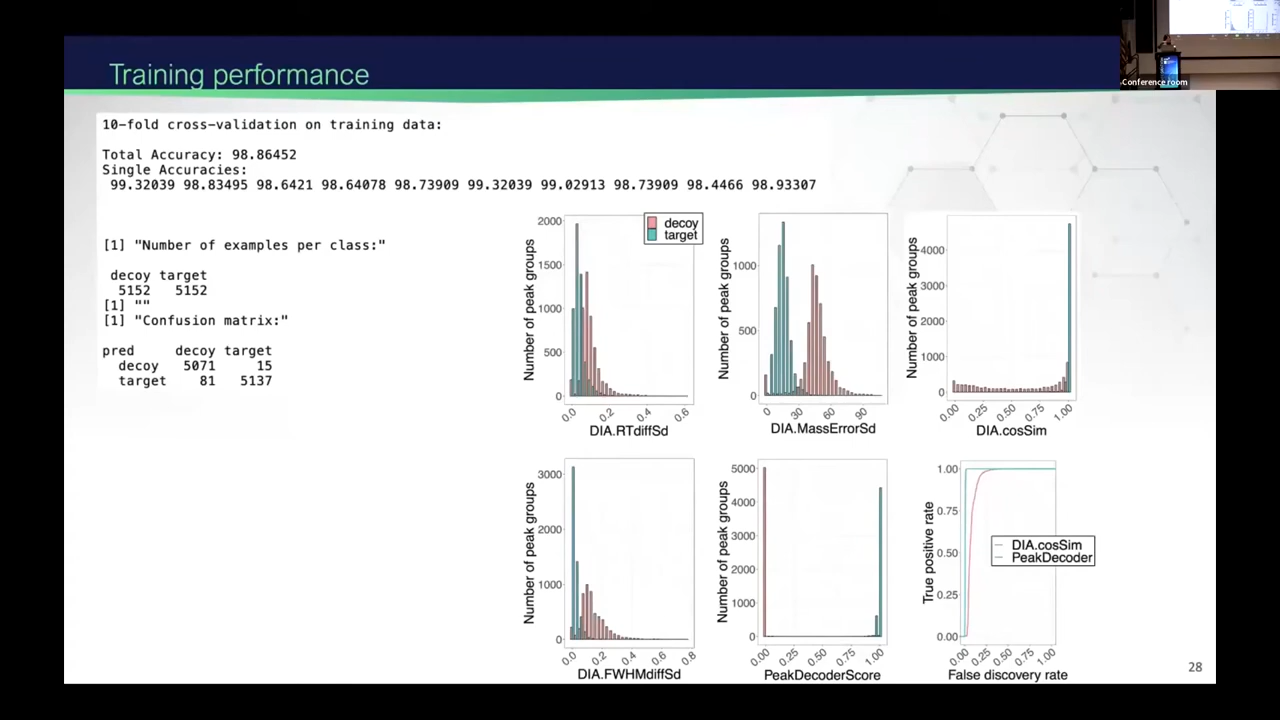 Training performance
Conference room
10-fold cross-validation on training data:
Total Accuracy: 98.86452
Single Accuracies:
99.32039 98.83495 98.6421 98.64078 98.73909 99.32039 99.02913 98.73909 98.4466 98.93307
[1] "Number of examples per class:"
decoy target
5152 5152
[1] ""
[1] "Confusion matrix:"
pred decoy target
decoy 5071 15
target 81 5137
Number of peak groups
2000
1500
1000
500
0
0.0 0.2 0.4 0.6
DIA.RTdiffSd
decoy
target
Number of peak groups
1000
500
0
0 30 60 90
DIA.MassErrorSd
Number of peak groups
4000
3000
2000
1000
0
0.00 0.25 0.50 0.75 1.00
DIA.cosSim
Number of peak groups
3000
2000
1000
0
0.0 0.2 0.4 0.6 0.8
DIA.FWHMdiffSd
Number of peak groups
5000
4000
3000
2000
1000
0
0.00 0.25 0.50 0.75 1.00
PeakDecoderScore
True positive rate
1.00
0.75
0.50
0.25
0.00
0.00 0.25 0.50 0.75 1.00
False discovery rate
DIA.cosSim
PeakDecoder
28